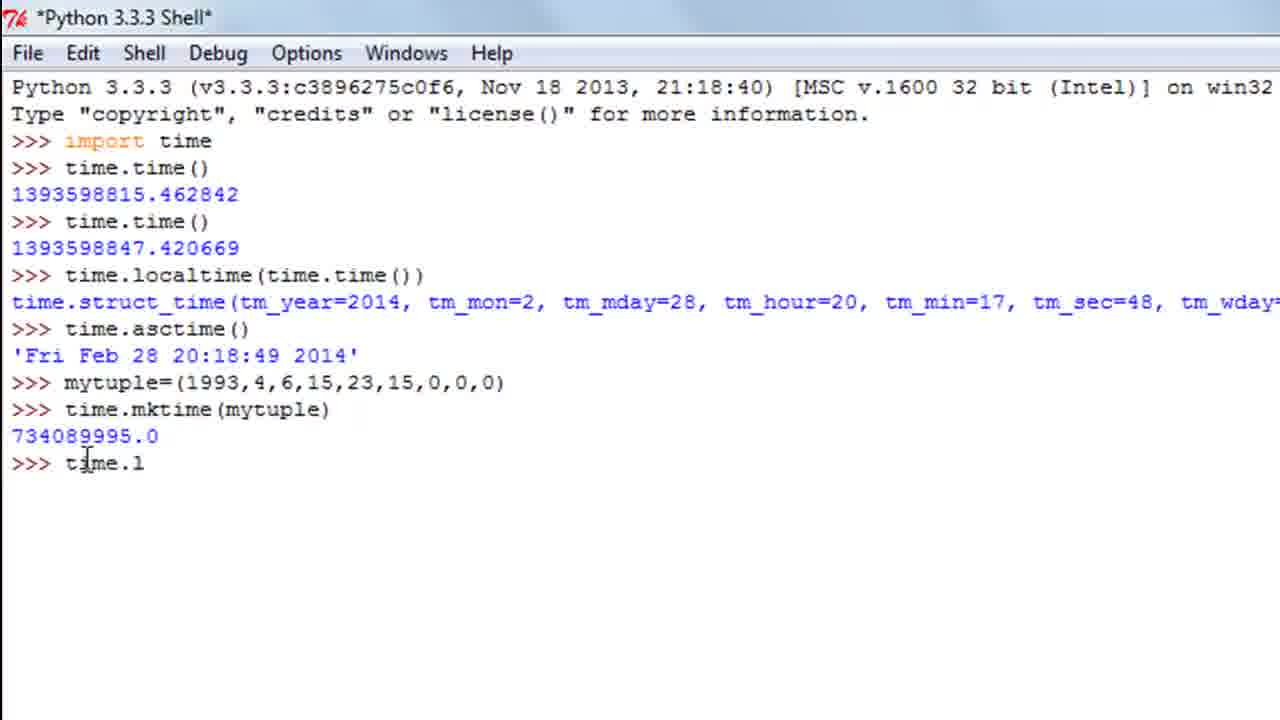 *Python 3.3.3 Shell*
File Edit Shell Debug Options Windows Help
Python 3.3.3 (v3.3.3:c3896275c0f6, Nov 18 2013, 21:18:40) [MSC v.1600 32 bit (Intel)] on win32
Type "copyright", "credits" or "license()" for more information.
>>> import time
>>> time.time()
1393598815.462842
>>> time.time()
1393598847.420669
>>> time.localtime(time.time())
time.struct_time(tm_year=2014, tm_mon=2, tm_mday=28, tm_hour=20, tm_min=17, tm_sec=48, tm_wday=
>>> time.asctime()
'Fri Feb 28 20:18:49 2014'
>>> mytuple=(1993,4,6,15,23,15,0,0,0)
>>> time.mktime(mytuple)
734089995.0
>>> time.l